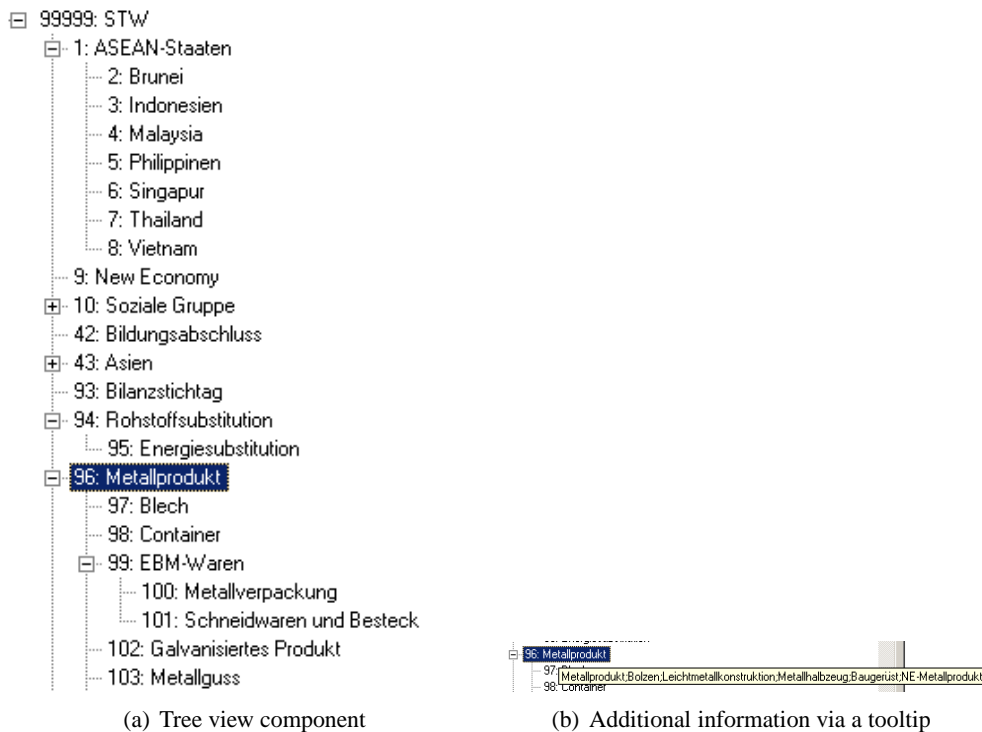 99999: STW
1: ASEAN-Staaten
2: Brunei
3: Indonesien
4: Malaysia
5: Philippinen
6: Singapur
7: Thailand
8: Vietnam
9: New Economy
10: Soziale Gruppe
42: Bildungsabschluss
43: Asien
93: Bilanzstichtag
94: Rohstoffsubstitution
95: Energiesubstitution
96: Metallprodukt
97: Blech
98: Container
99: EBM-Waren
100: Metallverpackung
101: Schneidwaren und Besteck
102: Galvanisiertes Produkt
103: Metallguss
(a) Tree view component
96: Metallprodukt
97:
Metallprodukt;Bolzen;Leichtmetallkonstruktion;Metallhalbzeug;Baugerüst;NE-Metallprodukt
98: Container
(b) Additional information via a tooltip